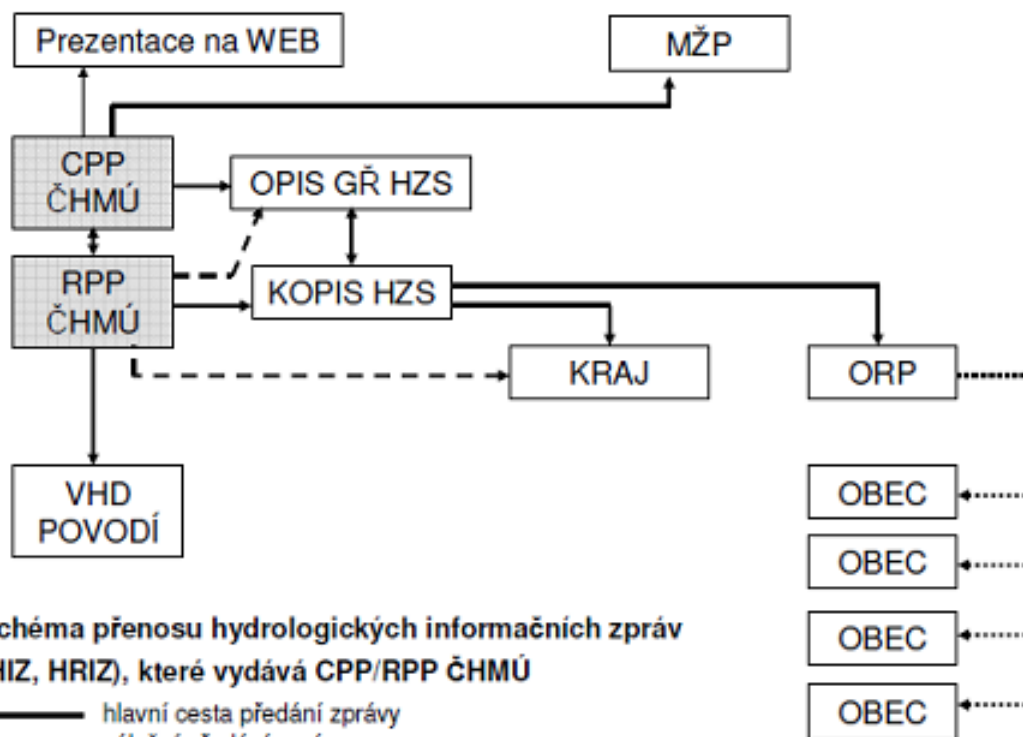 Prezentace na WEB
MŽP
CPP
ČHMÚ
OPIS GŘ HZS
RPP
ČHMÚ
KOPIS HZS
KRAJ
ORP
VHD
POVODÍ
OBEC
OBEC
OBEC
OBEC
chéma přenosu hydrologických informačních zpráv
HIZ, HRIZ), které vydává CPP/RPP ČHMÚ
hlavní cesta předání zprávy